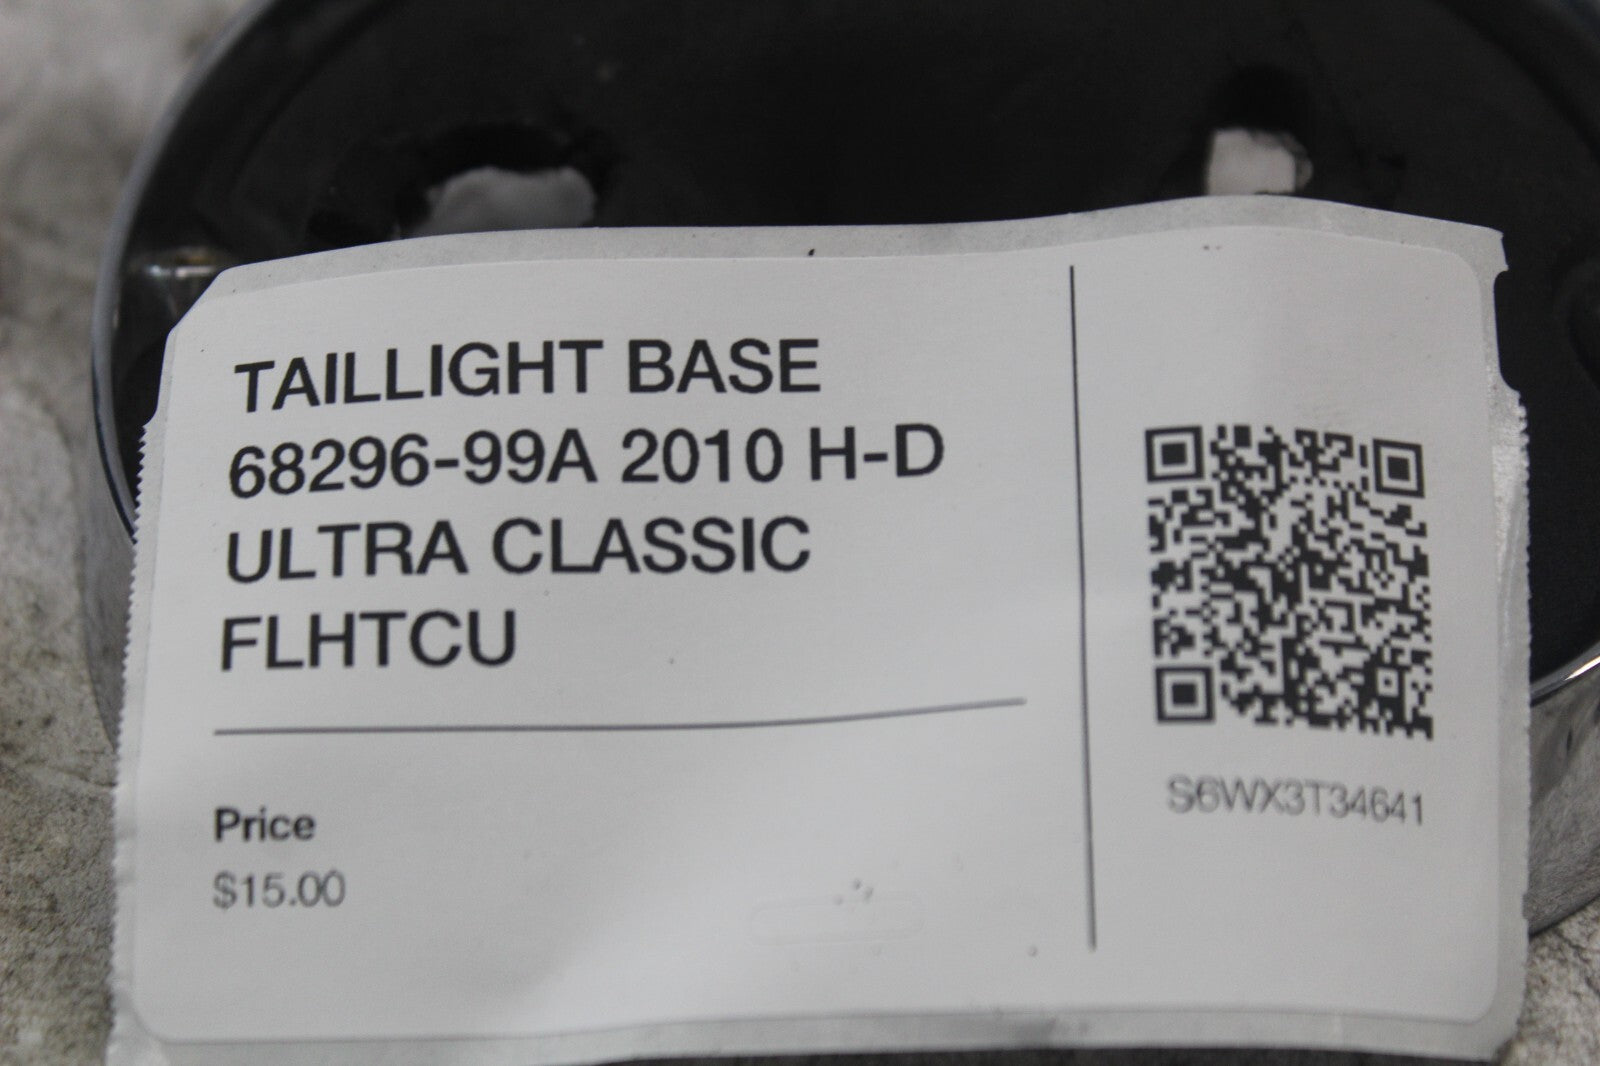 TAILLIGHT BASE
68296-99A 2010 H-D
ULTRA CLASSIC
FLHTCU
Price
$15.00
S6WX3T34641